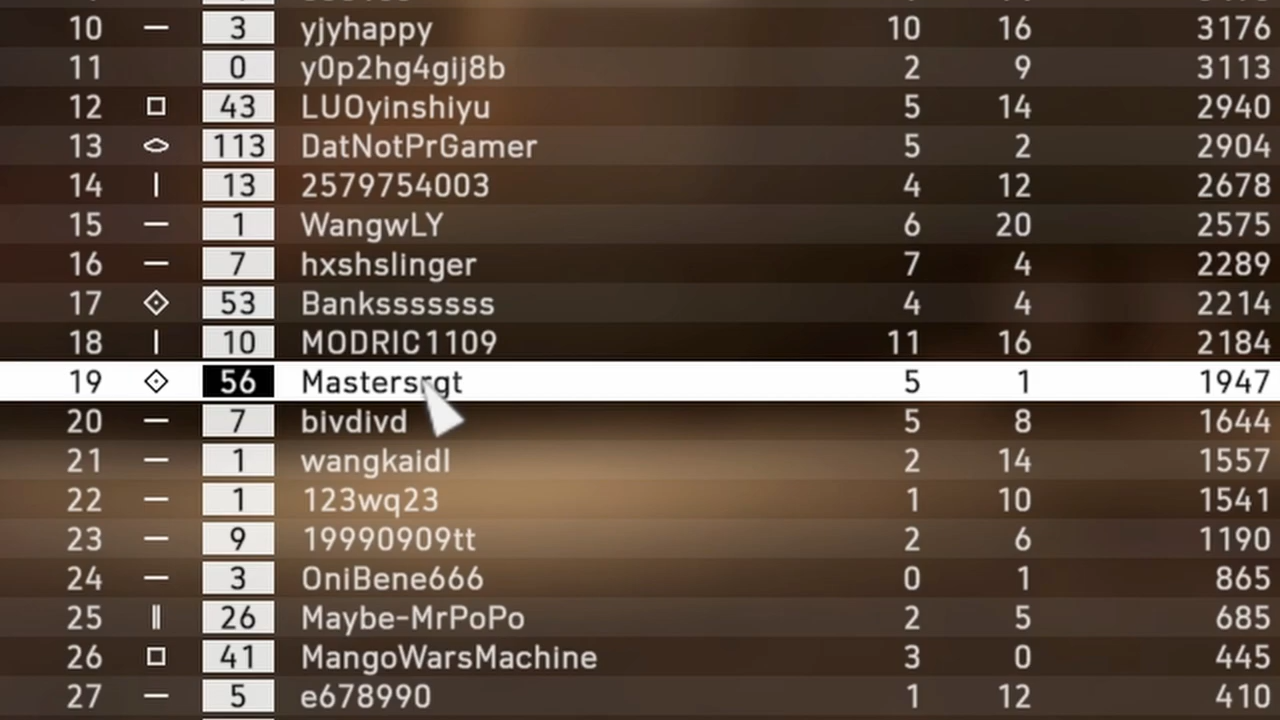 10 3 yjyhappy 10 16 3176
11 0 y0p2hg4gij8b 2 9 3113
12 43 LUOyinshiyu 5 14 2940
13 113 DatNotPrGamer 5 2 2904
14 13 2579754003 4 12 2678
15 1 WangwLY 6 20 2575
16 7 hxshslinger 7 4 2289
17 53 Bankssssssss 4 4 2214
18 10 MODRIC1109 11 16 2184
19 56 Mastersrgt 5 1 1947
20 7 bivdivd 5 8 1644
21 1 wangkaidl 2 14 1557
22 1 123wq23 1 10 1541
23 9 19990909tt 2 6 1190
24 3 OniBene666 0 1 865
25 26 Maybe-MrPoPo 2 5 685
26 41 MangoWarsMachine 3 0 445
27 5 e678990 1 12 410